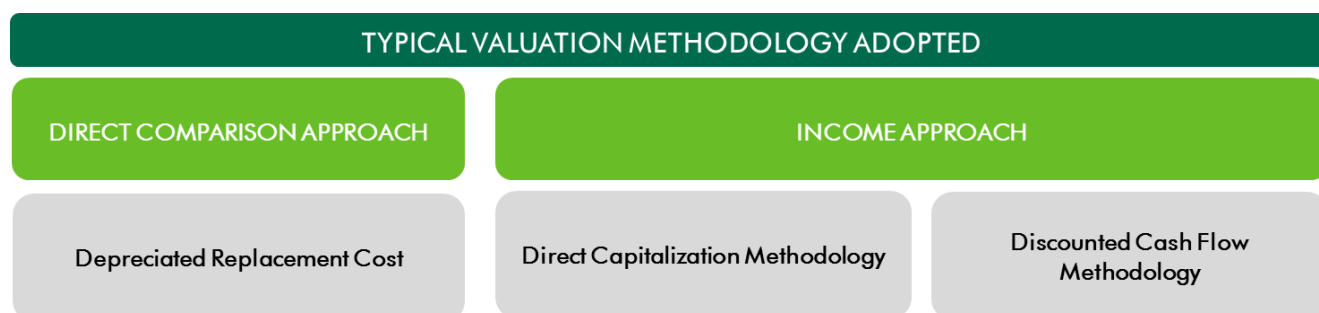 TYPICAL VALUATION METHODOLOGY ADOPTED
DIRECT COMPARISON APPROACH
INCOME APPROACH
Depreciated Replacement Cost
Direct Capitalization Methodology
Discounted Cash Flow
Methodology